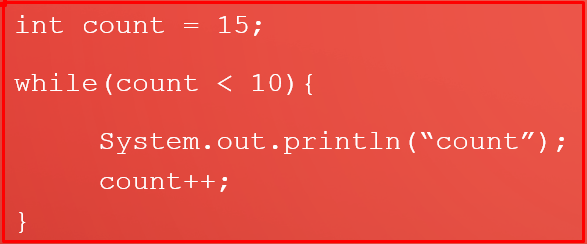 int count = 15;
while(count < 10){
System.out.println(“count”);
count++;
}